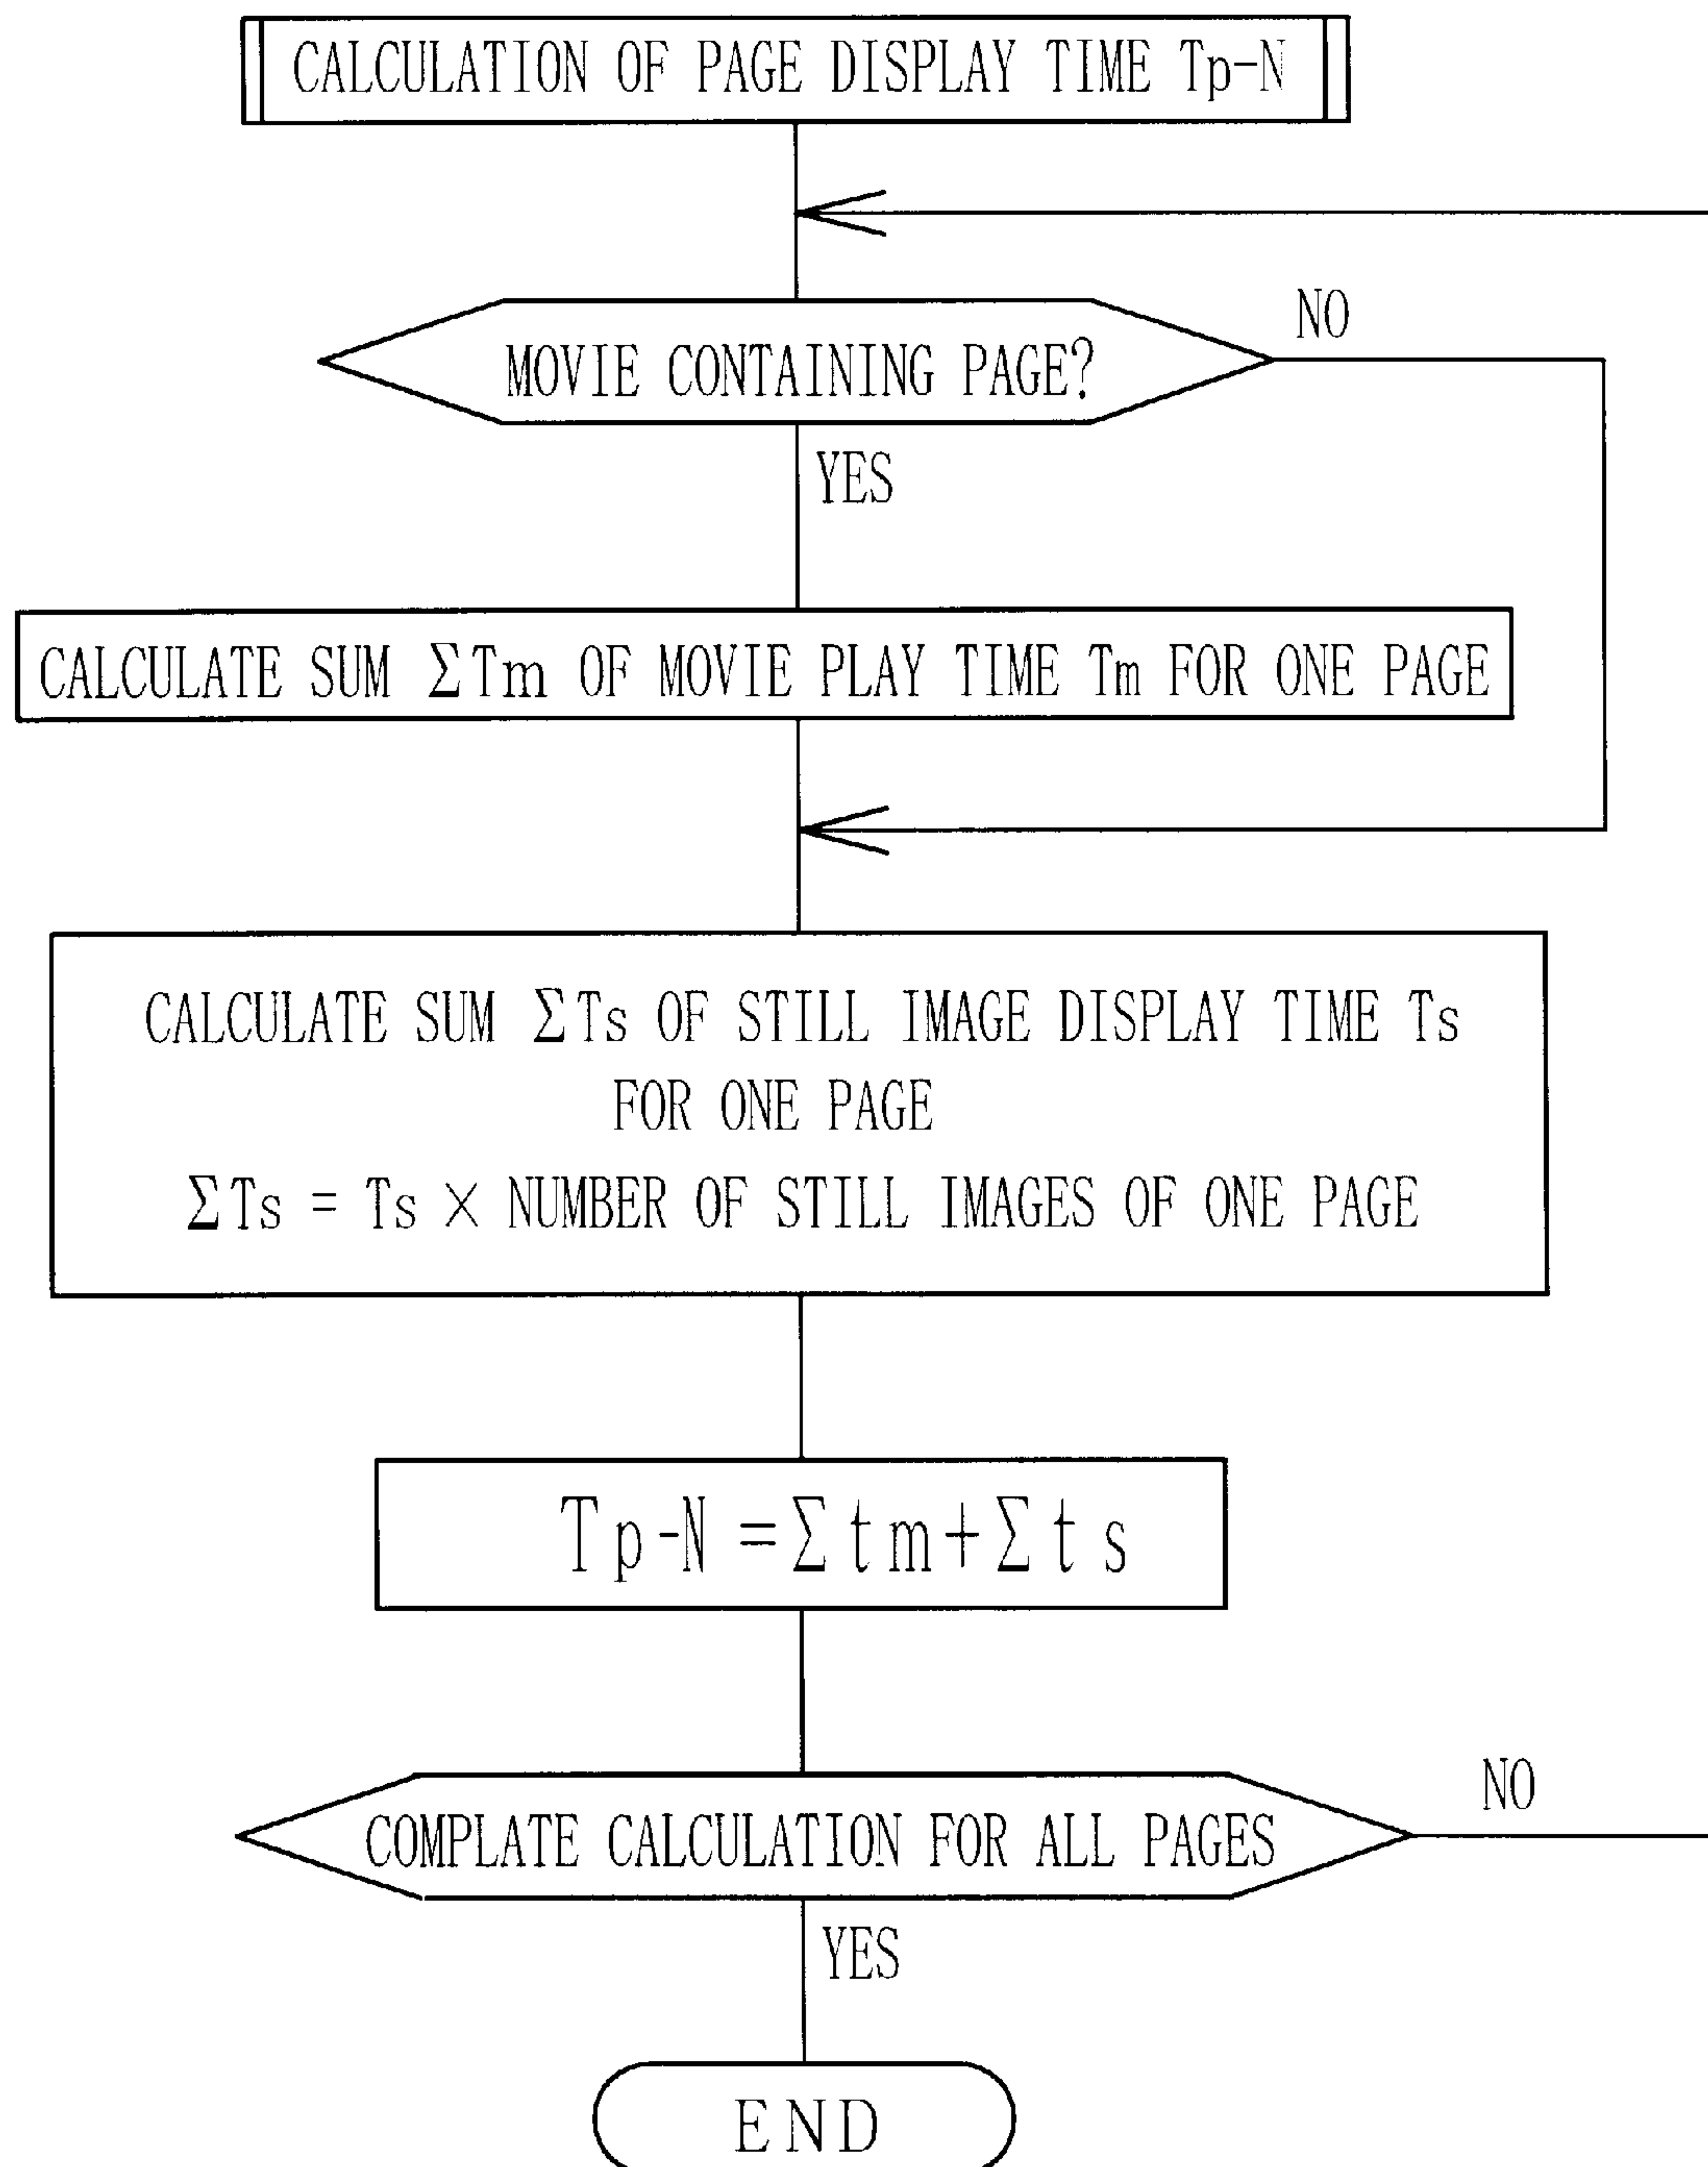 CALCULATION OF PAGE DISPLAY TIME Tp-N
NO
MOVIE CONTAINING PAGE?
YES
CALCULATE SUM ΣTm OF MOVIE PLAY TIME Tm FOR ONE PAGE
CALCULATE SUM ΣTs OF STILL IMAGE DISPLAY TIME Ts
FOR ONE PAGE
ΣTs = Ts × NUMBER OF STILL IMAGES OF ONE PAGE
Tp-N =Σtm+Σts
NO
COMPLATE CALCULATION FOR ALL PAGES
YES
END